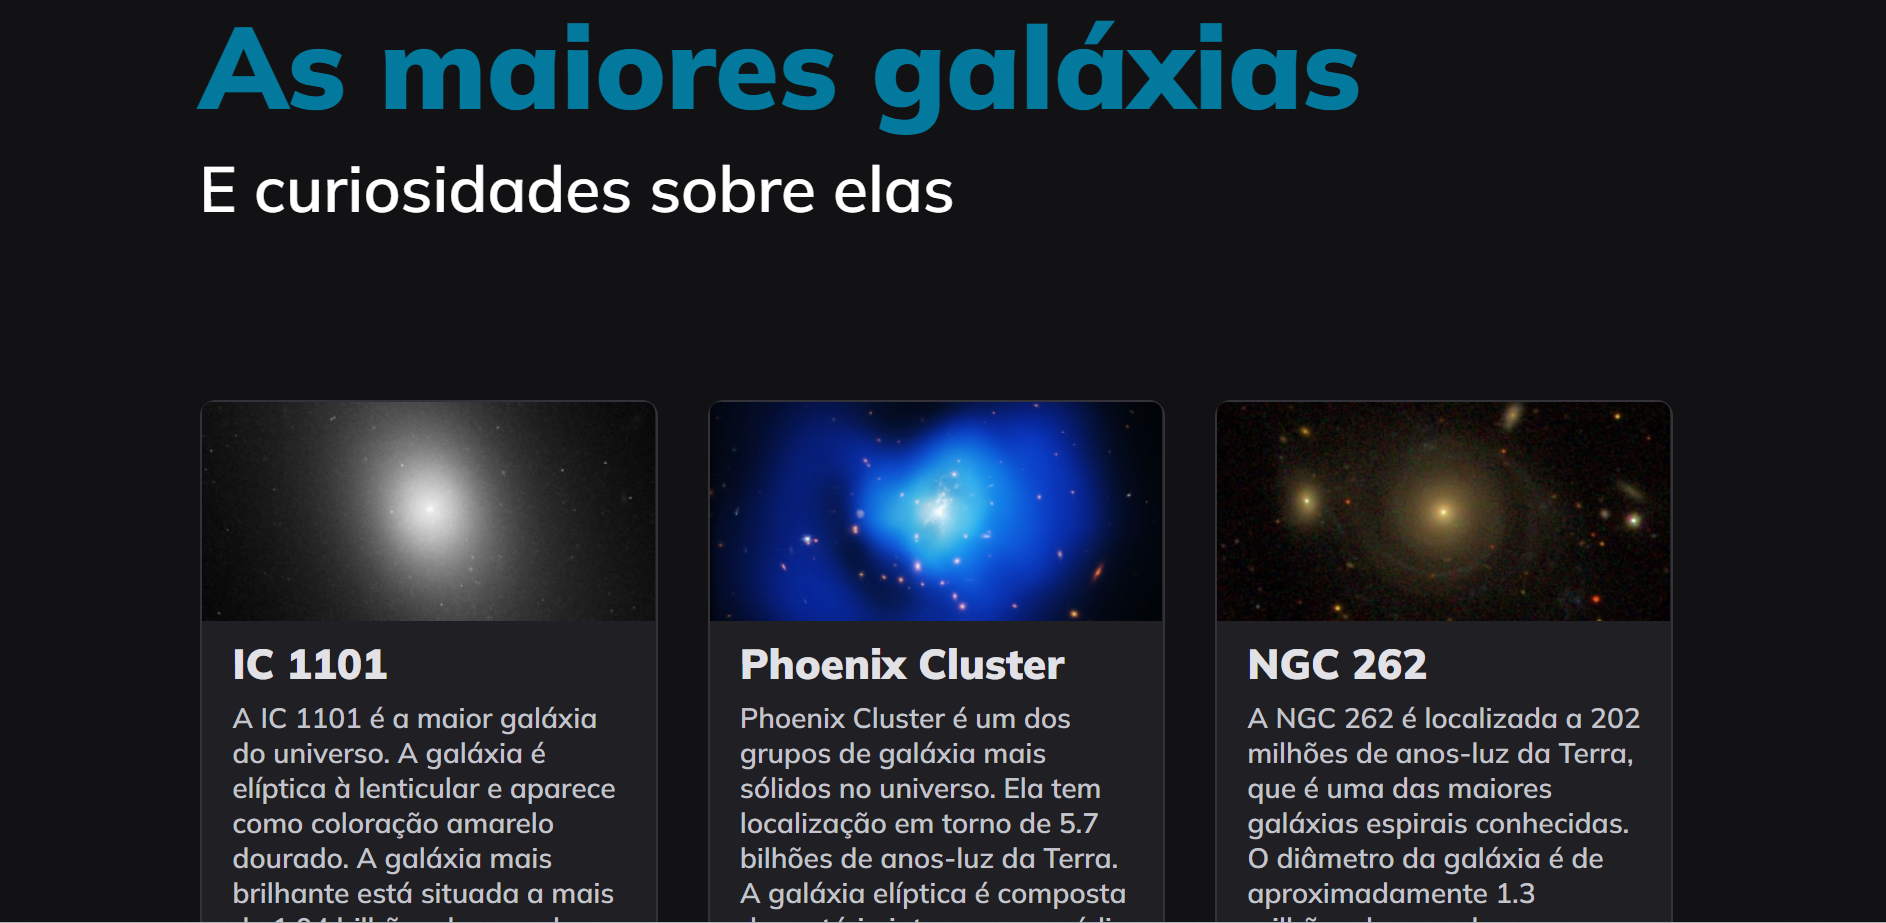 As maiores galáxias
E curiosidades sobre elas
IC 1101
A IC 1101 é a maior galáxia
do universo. A galáxia é
elíptica à lenticular e aparece
como coloração amarelo
dourado. A galáxia mais
brilhante está situada a mais
Phoenix Cluster
Phoenix Cluster é um dos
grupos de galáxia mais
sólidos no universo. Ela tem
localização em torno de 5.7
bilhões de anos-luz da Terra.
A galáxia elíptica é composta
NGC 262
A NGC 262 é localizada a 202
milhões de anos-luz da Terra,
que é uma das maiores
galáxias espirais conhecidas.
O diâmetro da galáxia é de
aproximadamente 1.3